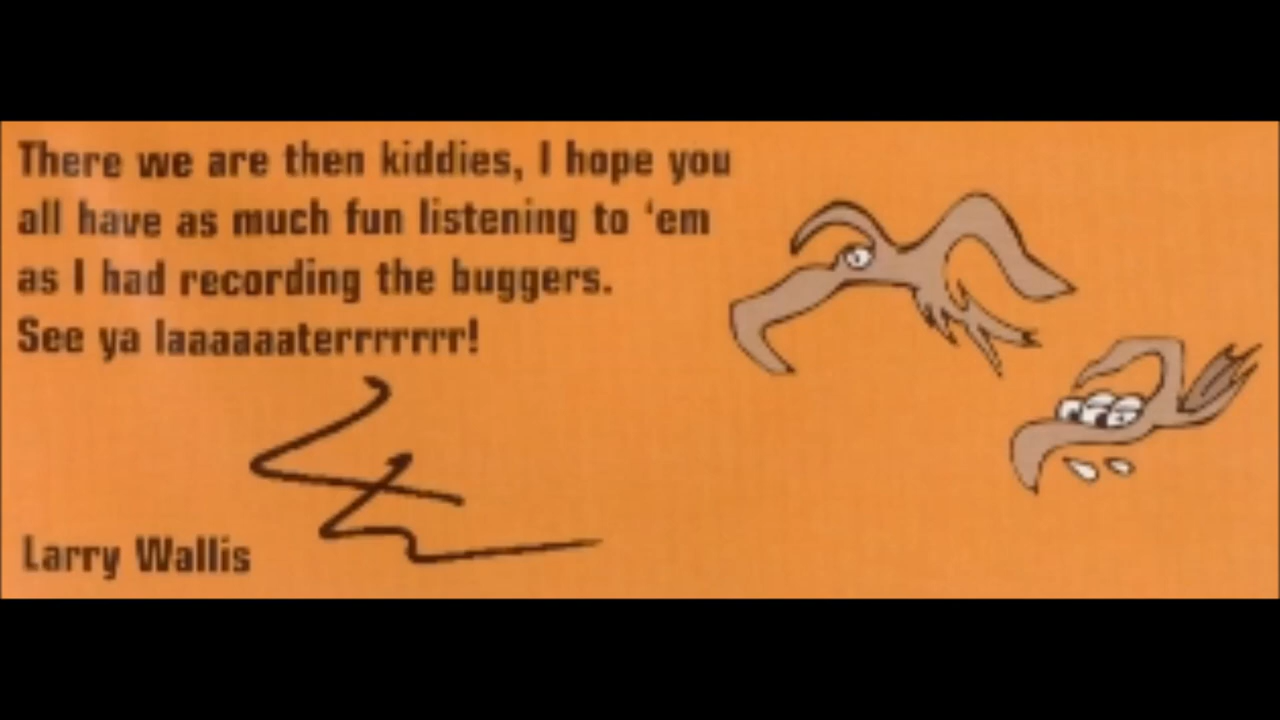 There we are then kiddies, I hope you
all have as much fun listening to ‘em
as I had recording the buggers.
See ya laaaaaaterrrrrrr!
Larry Wallis